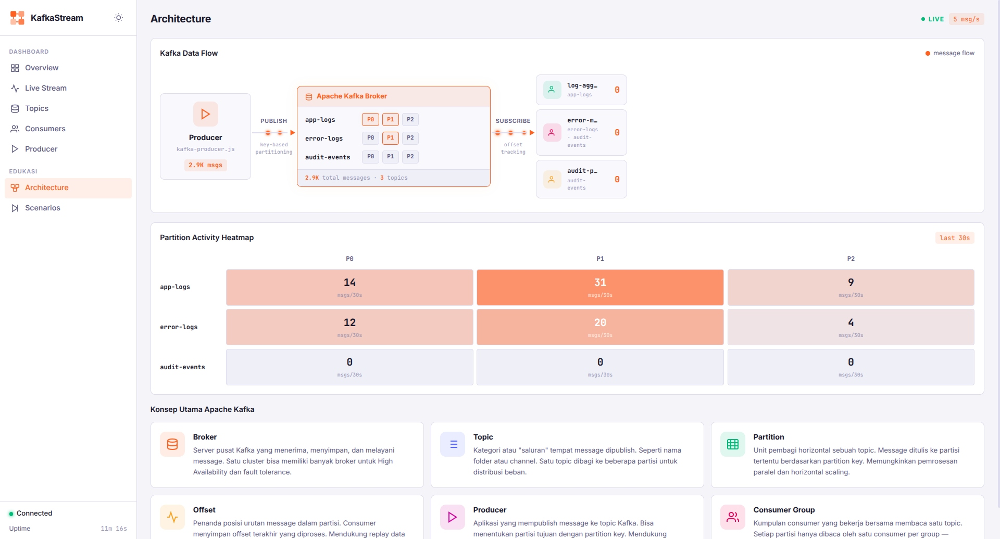 KafkaStream
DASHBOARD
Overview
Live Stream
Topics
Consumers
Producer
EDUKASI
Architecture
Scenarios
Connected
Uptime 11m 16s
Architecture
LIVE 5 msg/s
Kafka Data Flow
message flow
Producer
kafka-producer.js
2.9K msgs
PUBLISH
key-based
partitioning
Apache Kafka Broker
app-logs P0 P1 P2
error-logs P0 P1 P2
audit-events P0 P1 P2
2.9K total messages · 3 topics
SUBSCRIBE
offset
tracking
log-agg…
app-logs
0
error-m…
error-logs
· audit-
events
0
audit-p…
audit-
events
0
Partition Activity Heatmap
last 30s
P0 P1 P2
app-logs
14 31 9
msgs/30s msgs/30s msgs/30s
error-logs
12 20 4
msgs/30s msgs/30s msgs/30s
audit-events
0 0 0
msgs/30s msgs/30s msgs/30s
Konsep Utama Apache Kafka
Broker
Server pusat Kafka yang menerima, menyimpan, dan melayani
message. Satu cluster bisa memiliki banyak broker untuk High
Availability dan fault tolerance.
Topic
Kategori atau "saluran" tempat message dipublish. Seperti nama
folder atau channel. Satu topic dibagi ke beberapa partisi untuk
distribusi beban.
Partition
Unit pembagi horizontal sebuah topic. Message ditulis ke partisi
tertentu berdasarkan partition key. Memungkinkan pemrosesan
paralel dan horizontal scaling.
Offset
Penanda posisi urutan message dalam partisi. Consumer
menyimpan offset terakhir yang diproses. Mendukung replay data
Producer
Aplikasi yang mempublish message ke topic Kafka. Bisa
menentukan partisi tujuan dengan partition key. Mendukung
Consumer Group
Kumpulan consumer yang bekerja bersama membaca satu topic.
Setiap partisi hanya dibaca oleh satu consumer per group —